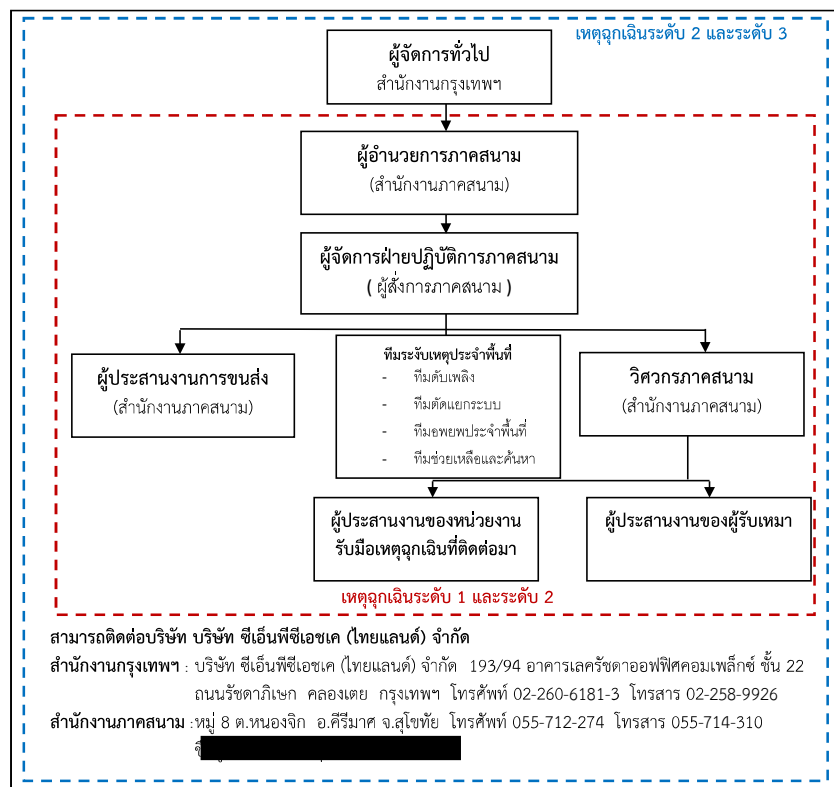 เหตุฉุกเฉินระดับ 2 และระดับ 3
ผู้จัดการทั่วไป
สำนักงานกรุงเทพฯ
ผู้อำนวยการภาคสนาม
(สำนักงานภาคสนาม)
ผู้จัดการฝ่ายปฏิบัติการภาคสนาม
( ผู้สั่งการภาคสนาม )
ผู้ประสานงานการขนส่ง
(สำนักงานภาคสนาม)
ทีมระงับเหตุประจำพื้นที่
- ทีมดับเพลิง
- ทีมตัดแยกระบบ
- ทีมอพยพประจำพื้นที่
- ทีมช่วยเหลือและค้นหา
วิศวกรภาคสนาม
(สำนักงานภาคสนาม)
ผู้ประสานงานของหน่วยงาน
รับมือเหตุฉุกเฉินที่ติดต่อมา
ผู้ประสานงานของผู้รับเหมา
เหตุฉุกเฉินระดับ 1 และระดับ 2
สามารถติดต่อบริษัท บริษัท ซีเอ็นพีซีเอชเค (ไทยแลนด์) จำกัด
สำนักงานกรุงเทพฯ : บริษัท ซีเอ็นพีซีเอชเค (ไทยแลนด์) จำกัด 193/94 อาคารเลครัชดาออฟฟิศคอมเพล็กซ์ ชั้น 22
ถนนรัชดาภิเษก คลองเตย กรุงเทพฯ โทรศัพท์ 02-260-6181-3 โทรสาร 02-258-9926
สำนักงานภาคสนาม :หมู่ 8 ต.หนองจิก อ.คีรีมาศ จ.สุโขทัย โทรศัพท์ 055-712-274 โทรสาร 055-714-310